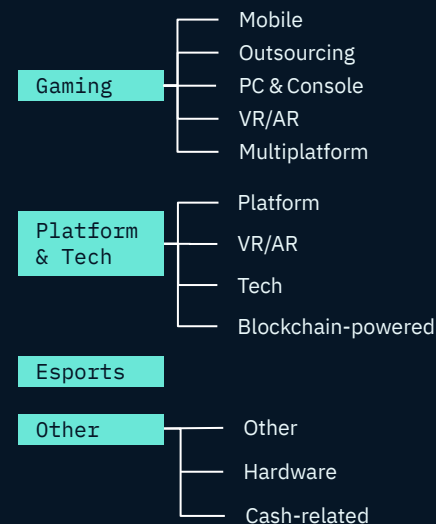 Gaming
Mobile
Outsourcing
PC & Console
VR/AR
Multiplatform
Platform
& Tech
Platform
VR/AR
Tech
Blockchain-powered
Esports
Other
Other
Hardware
Cash-related